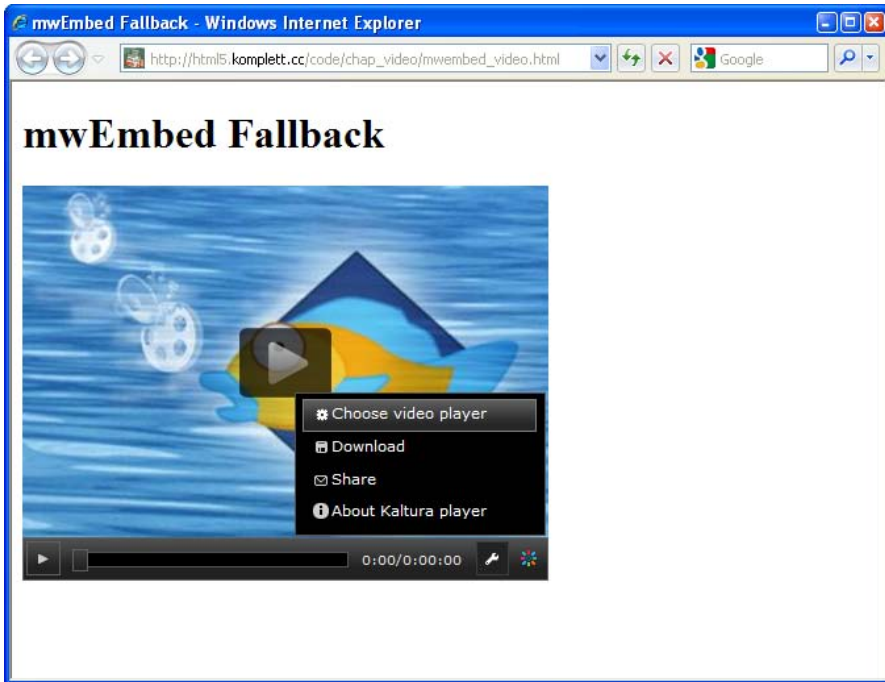 mwEmbed Fallback - Windows Internet Explorer
http://html5.komplett.cc/code/chap_video/mwembed_video.html
Google
mwEmbed Fallback
Choose video player
Download
Share
About Kaltura player
0:00/0:00:00